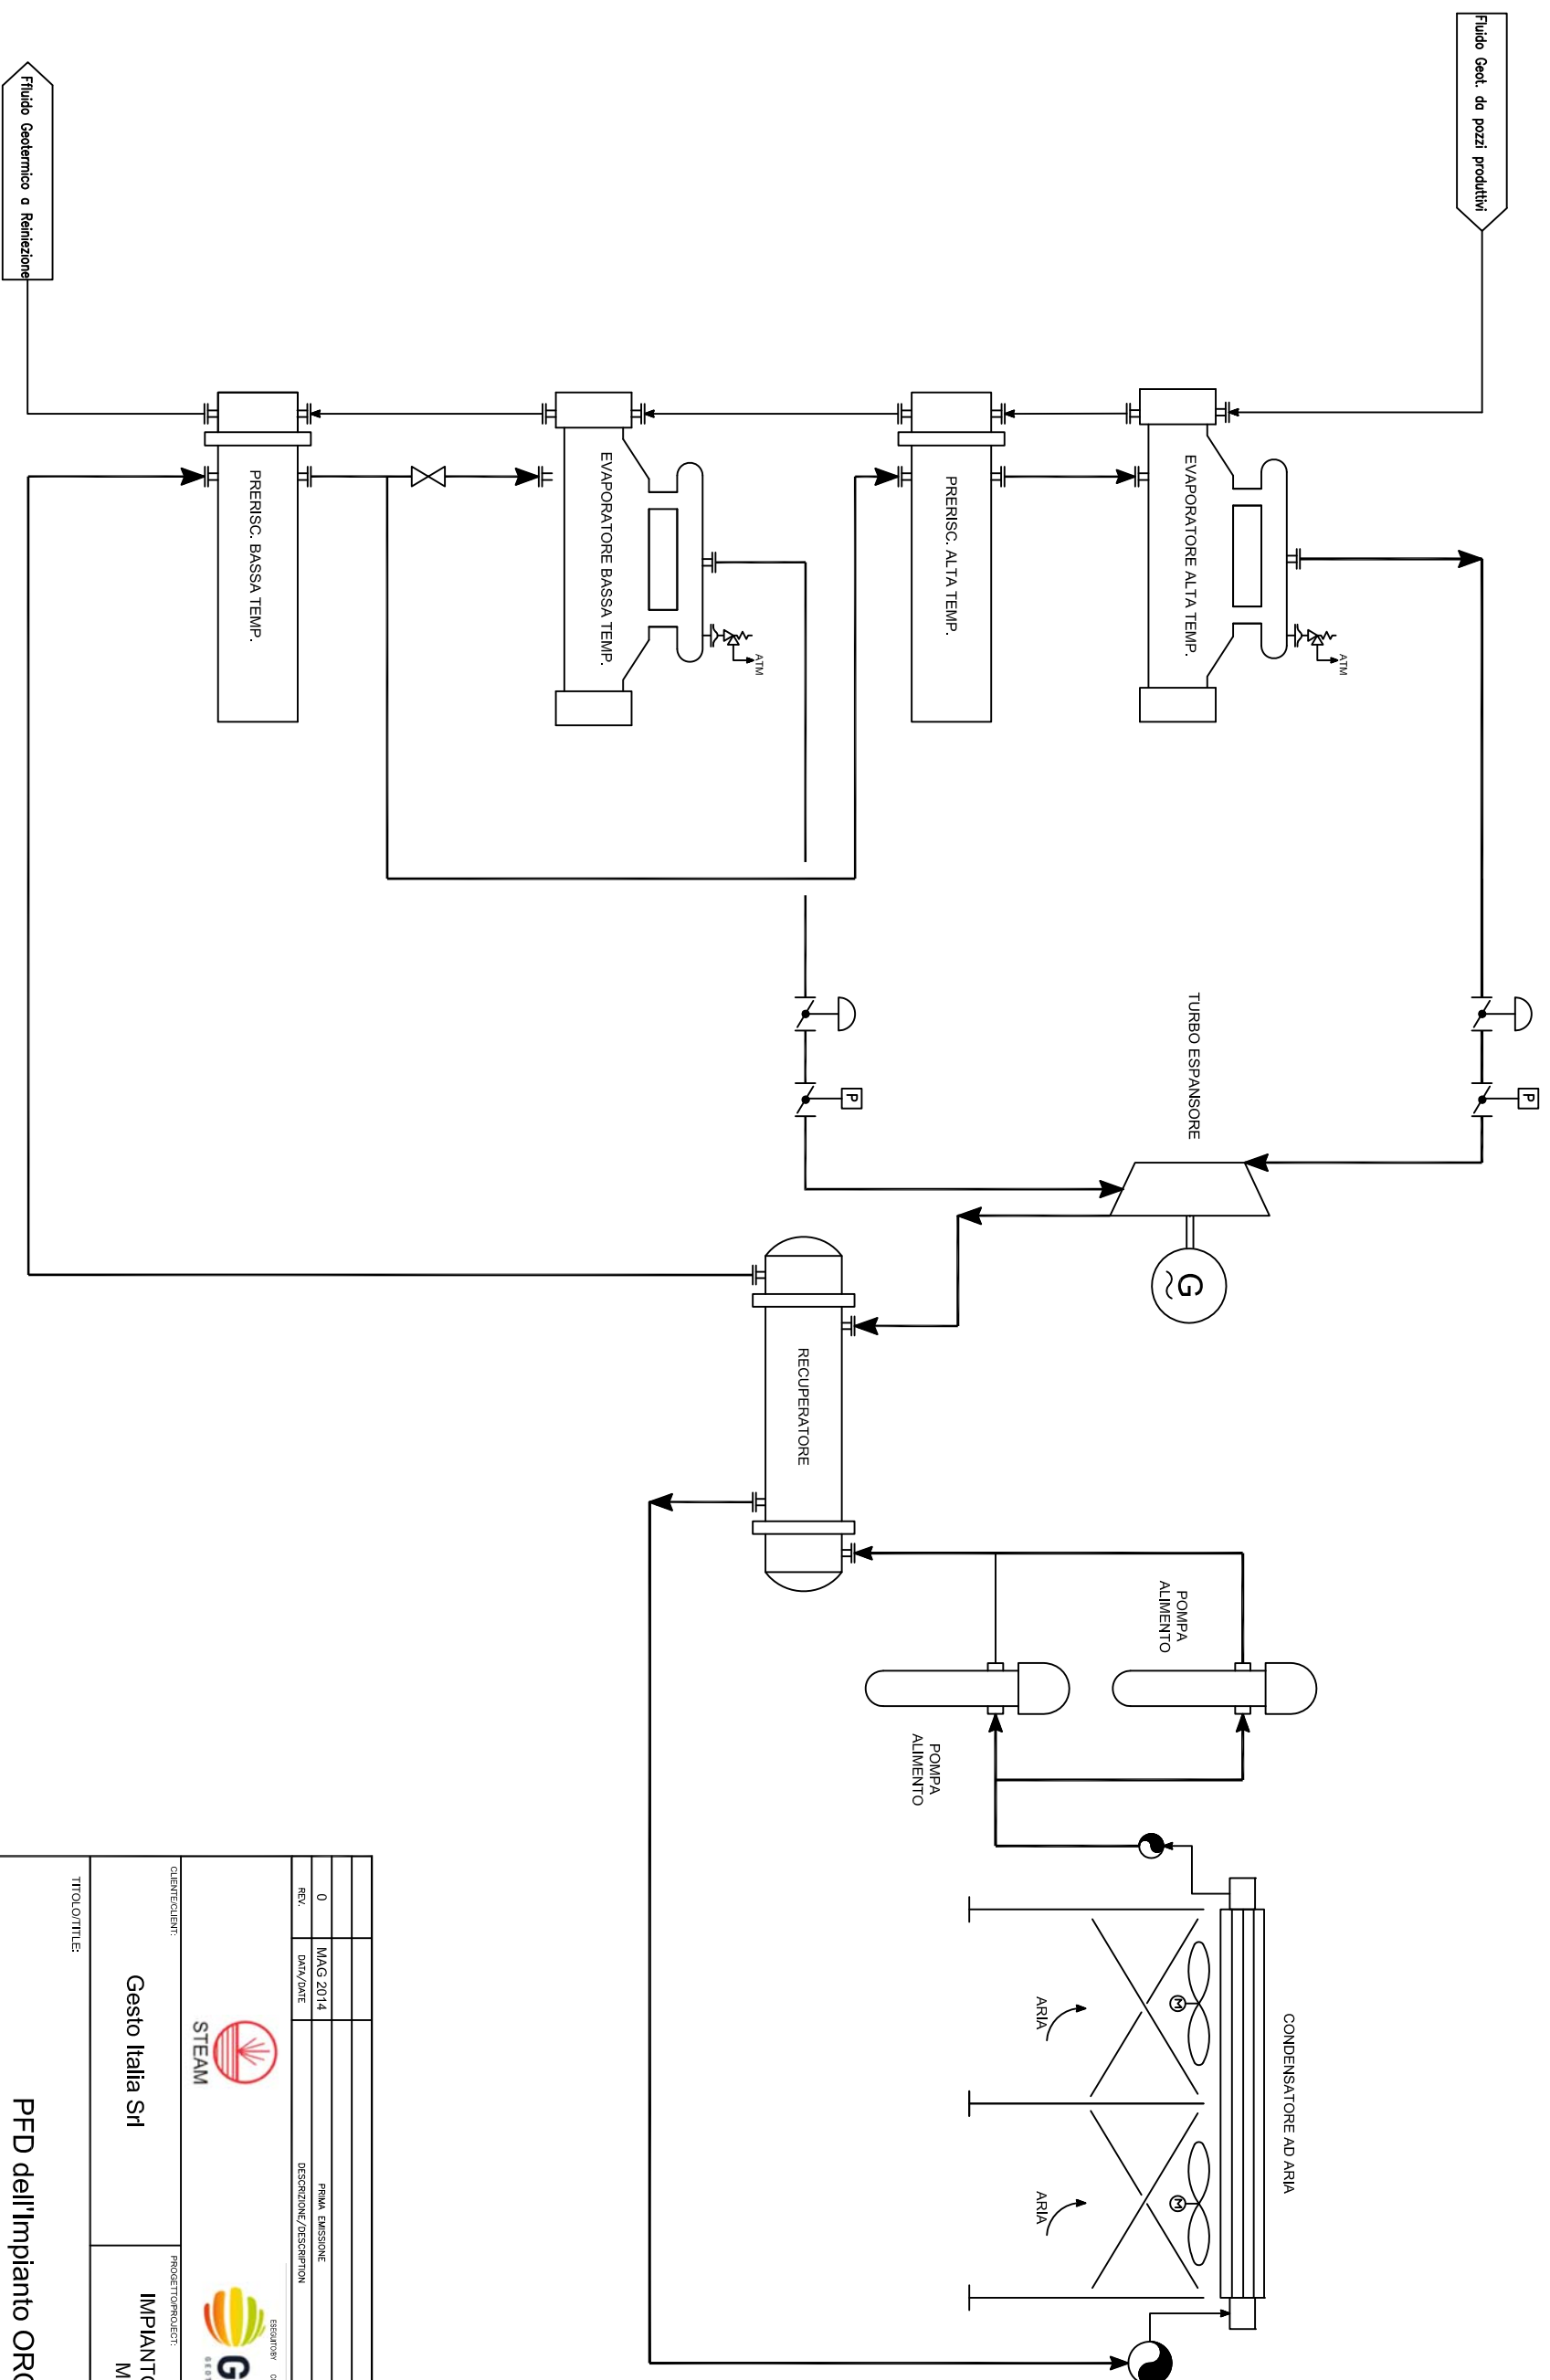 Fluido Geot. da pozzi produttivi
Ffluido Geotermico a Reiniezione
EVAPORATORE ALTA TEMP.
ATM
PRERISC. ALTA TEMP.
EVAPORATORE BASSA TEMP.
ATM
PRERISC. BASSA TEMP.
P
P
TURBO ESPANSORE
G
RECUPERATORE
POMPA
ALIMENTO
POMPA
ALIMENTO
CONDENSATORE AD ARIA
M
M
ARIA
ARIA
0
MAG 2014
PRIMA EMISSIONE
REV.
DATA/DATE
DESCRIZIONE/DESCRIPTION
ESEGUITO/BY
STEAM
G
CLIENTE/CLIENT:
Gesto Italia Srl
PROGETTO/PROJECT:
TITOLO/TITLE:
PFD dell'Impianto